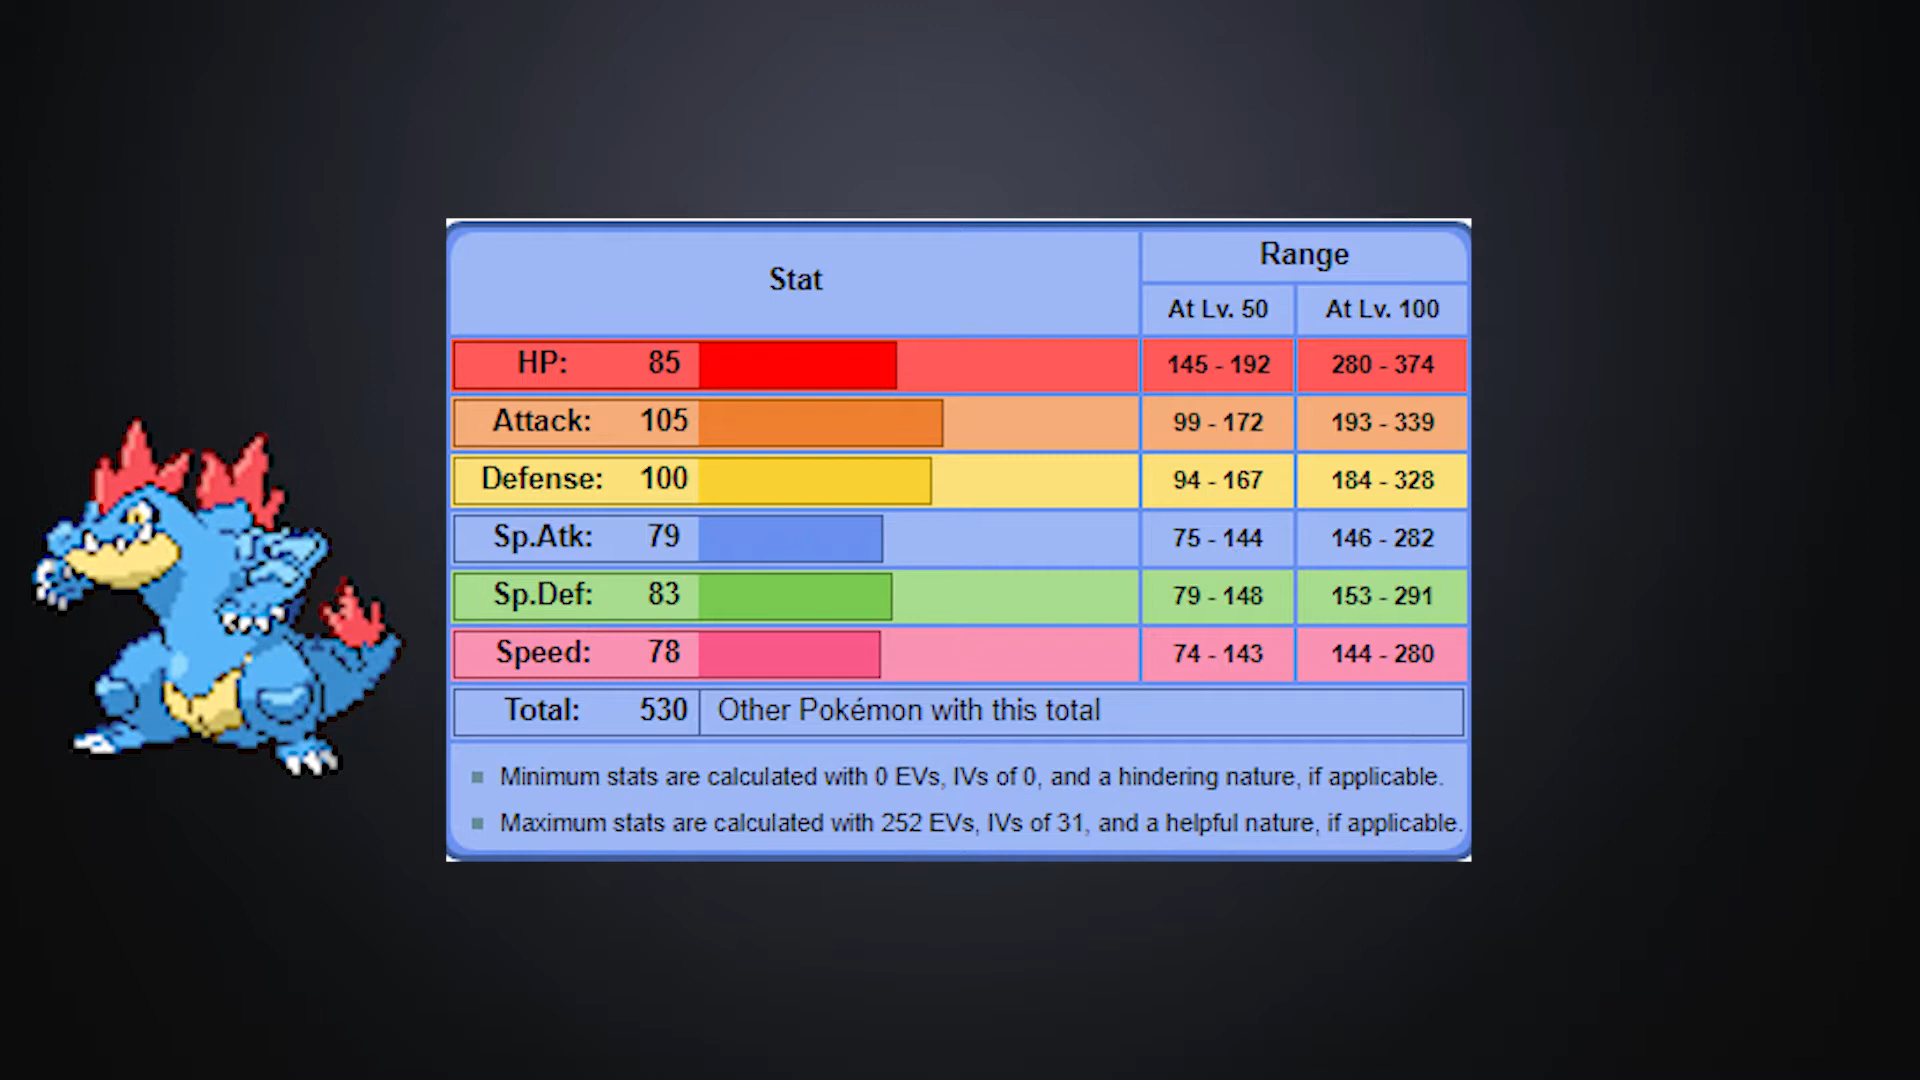 Stat
Range
At Lv. 50 At Lv. 100
HP: 85 145 - 192 280 - 374
Attack: 105 99 - 172 193 - 339
Defense: 100 94 - 167 184 - 328
Sp.Atk: 79 75 - 144 146 - 282
Sp.Def: 83 79 - 148 153 - 291
Speed: 78 74 - 143 144 - 280
Total: 530 Other Pokémon with this total
Minimum stats are calculated with 0 EVs, IVs of 0, and a hindering nature, if applicable.
Maximum stats are calculated with 252 EVs, IVs of 31, and a helpful nature, if applicable.